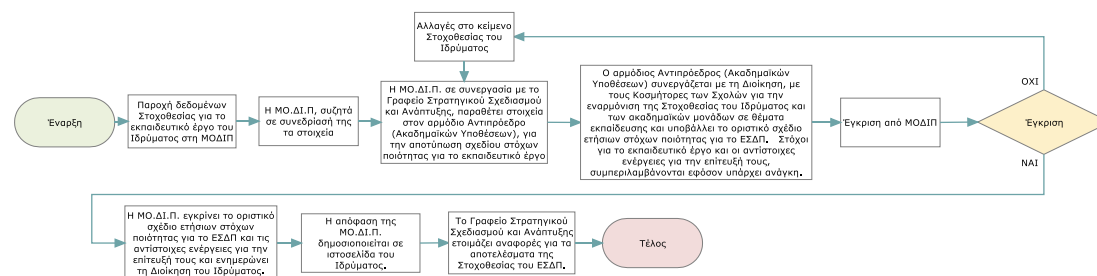 Έναρξη
Παροχή δεδομένων
Στοχοθεσίας για το
εκπαιδευτικό έργο του
Ιδρύματος στη ΜΟΔΙΠ
Η ΜΟ.ΔΙ.Π, συζητά
σε συνεδρίασή της
τα στοιχεία
Αλλαγές στο κείμενο
Στοχοθεσίας του
Ιδρύματος
Η ΜΟ.ΔΙ.Π. σε συνεργασία με το
Γραφείο Στρατηγικού Σχεδιασμού
και Ανάπτυξης, παραθέτει στοιχεία
στον αρμόδιο Αντιπρόεδρο
(Ακαδημαϊκών Υποθέσεων), για
την αποτύπωση σχεδίου στόχων
ποιότητας για το εκπαιδευτικό έργο
Ο αρμόδιος Αντιπρόεδρος (Ακαδημαϊκών
Υποθέσεων) συνεργάζεται με τη Διοίκηση, με
τους Κοσμήτορες των Σχολών για την
εναρμόνιση της Στοχοθεσίας του Ιδρύματος και
των ακαδημαϊκών μονάδων σε θέματα
εκπαίδευσης και υποβάλλει το οριστικό σχέδιο
ετήσιων στόχων ποιότητας για το ΕΣΔΠ. Στόχοι
για το εκπαιδευτικό έργο και οι αντίστοιχες
ενέργειες για την επίτευξή τους,
συμπεριλαμβάνονται εφόσον υπάρχει ανάγκη.
Έγκριση από ΜΟΔΙΠ
ΟΧΙ
Έγκριση
ΝΑΙ
Η ΜΟ.ΔΙ.Π. εγκρίνει το οριστικό
σχέδιο ετήσιων στόχων
ποιότητας για το ΕΣΔΠ και τις
αντίστοιχες ενέργειες για την
επίτευξή τους και ενημερώνει
τη Διοίκηση του Ιδρύματος.
Η απόφαση της
ΜΟ.ΔΙ.Π.
δημοσιοποιείται σε
ιστοσελίδα του
Ιδρύματος.
Το Γραφείο Στρατηγικού
Σχεδιασμού και Ανάπτυξης
ετοιμάζει αναφορές για τα
αποτελέσματα της
Στοχοθεσίας του ΕΣΔΠ.
Τέλος